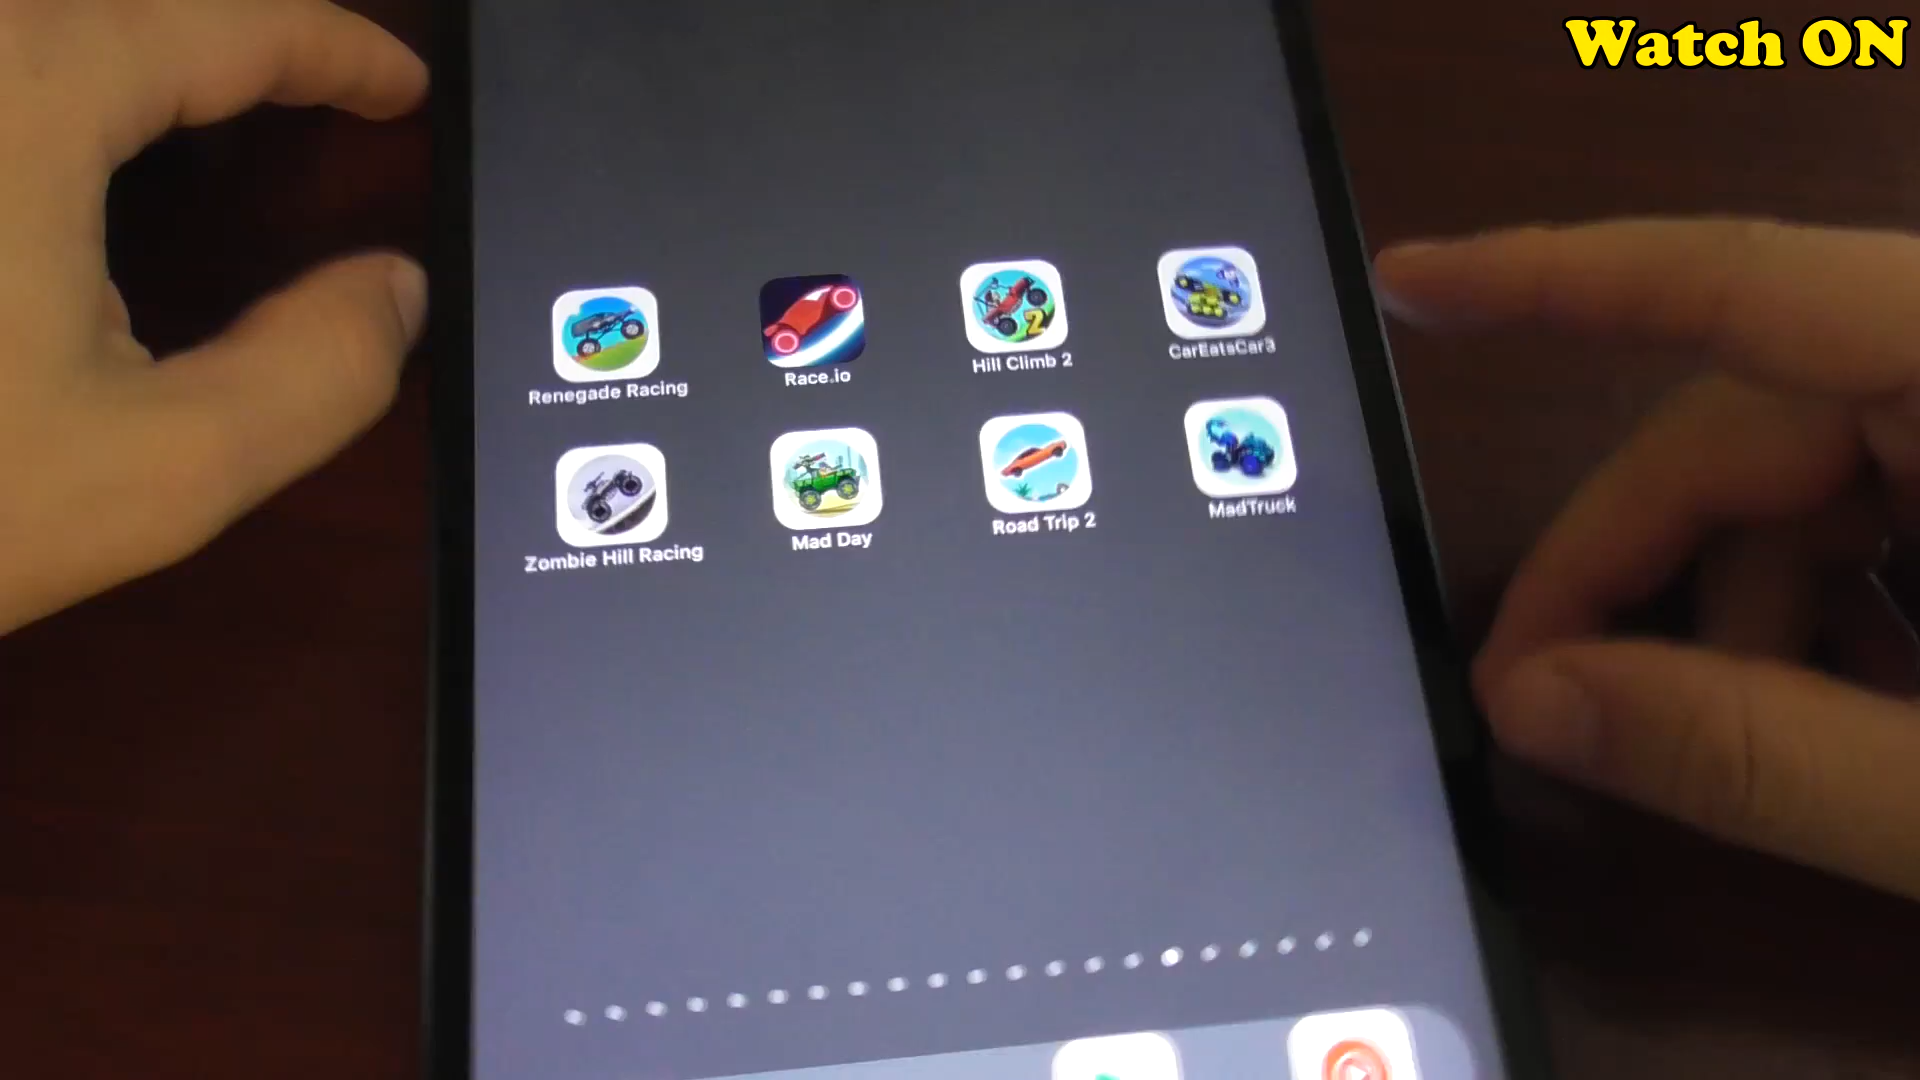 Watch ON
Renegade Racing
Race.io
Hill Climb 2
CarEatsCar3
2
Zombie Hill Racing
Mad Day
Road Trip 2
MadTruck